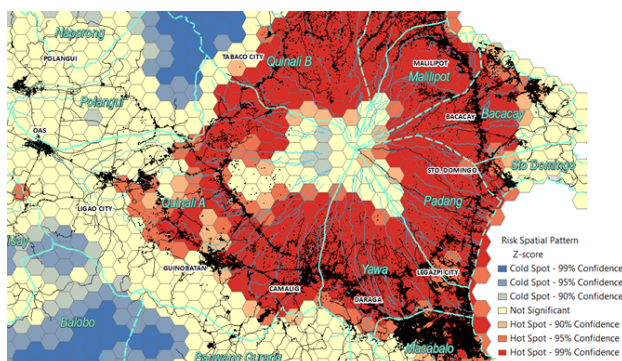 Naporong
POLANGUI
TABACO CITY
Quinali B
MALILIPOT
Malilipot
Polangui
BACACAY
Bacacay
OAS
STO. DOMINGO
Sto Domingo
LIGAO CITY
Quinali A
Padang
GUINOBATAN
Yawa
LEGAZPI CITY
CAMALIG
DARAGA
Balobo
Macabalo
Risk Spatial Pattern
Z-score
Cold Spot - 99% Confidence
Cold Spot - 95% Confidence
Cold Spot - 90% Confidence
Not Significant
Hot Spot - 90% Confidence
Hot Spot - 95% Confidence
Hot Spot - 99% Confidence